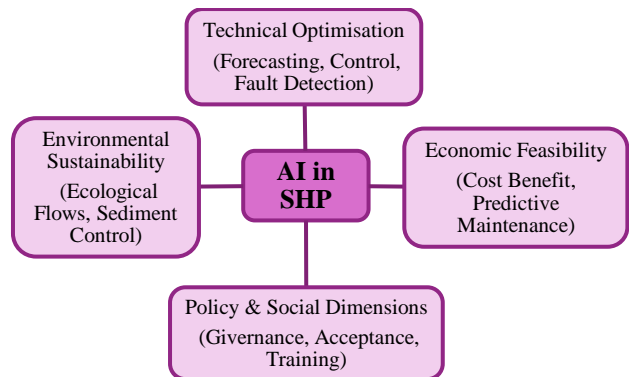 Technical Optimisation
(Forecasting, Control,
Fault Detection)
Environmental
Sustainability
(Ecological
Flows, Sediment
Control)
AI in
SHP
Economic Feasibility
(Cost Benefit,
Predictive
Maintenance)
Policy & Social Dimensions
(Givernance, Acceptance,
Training)